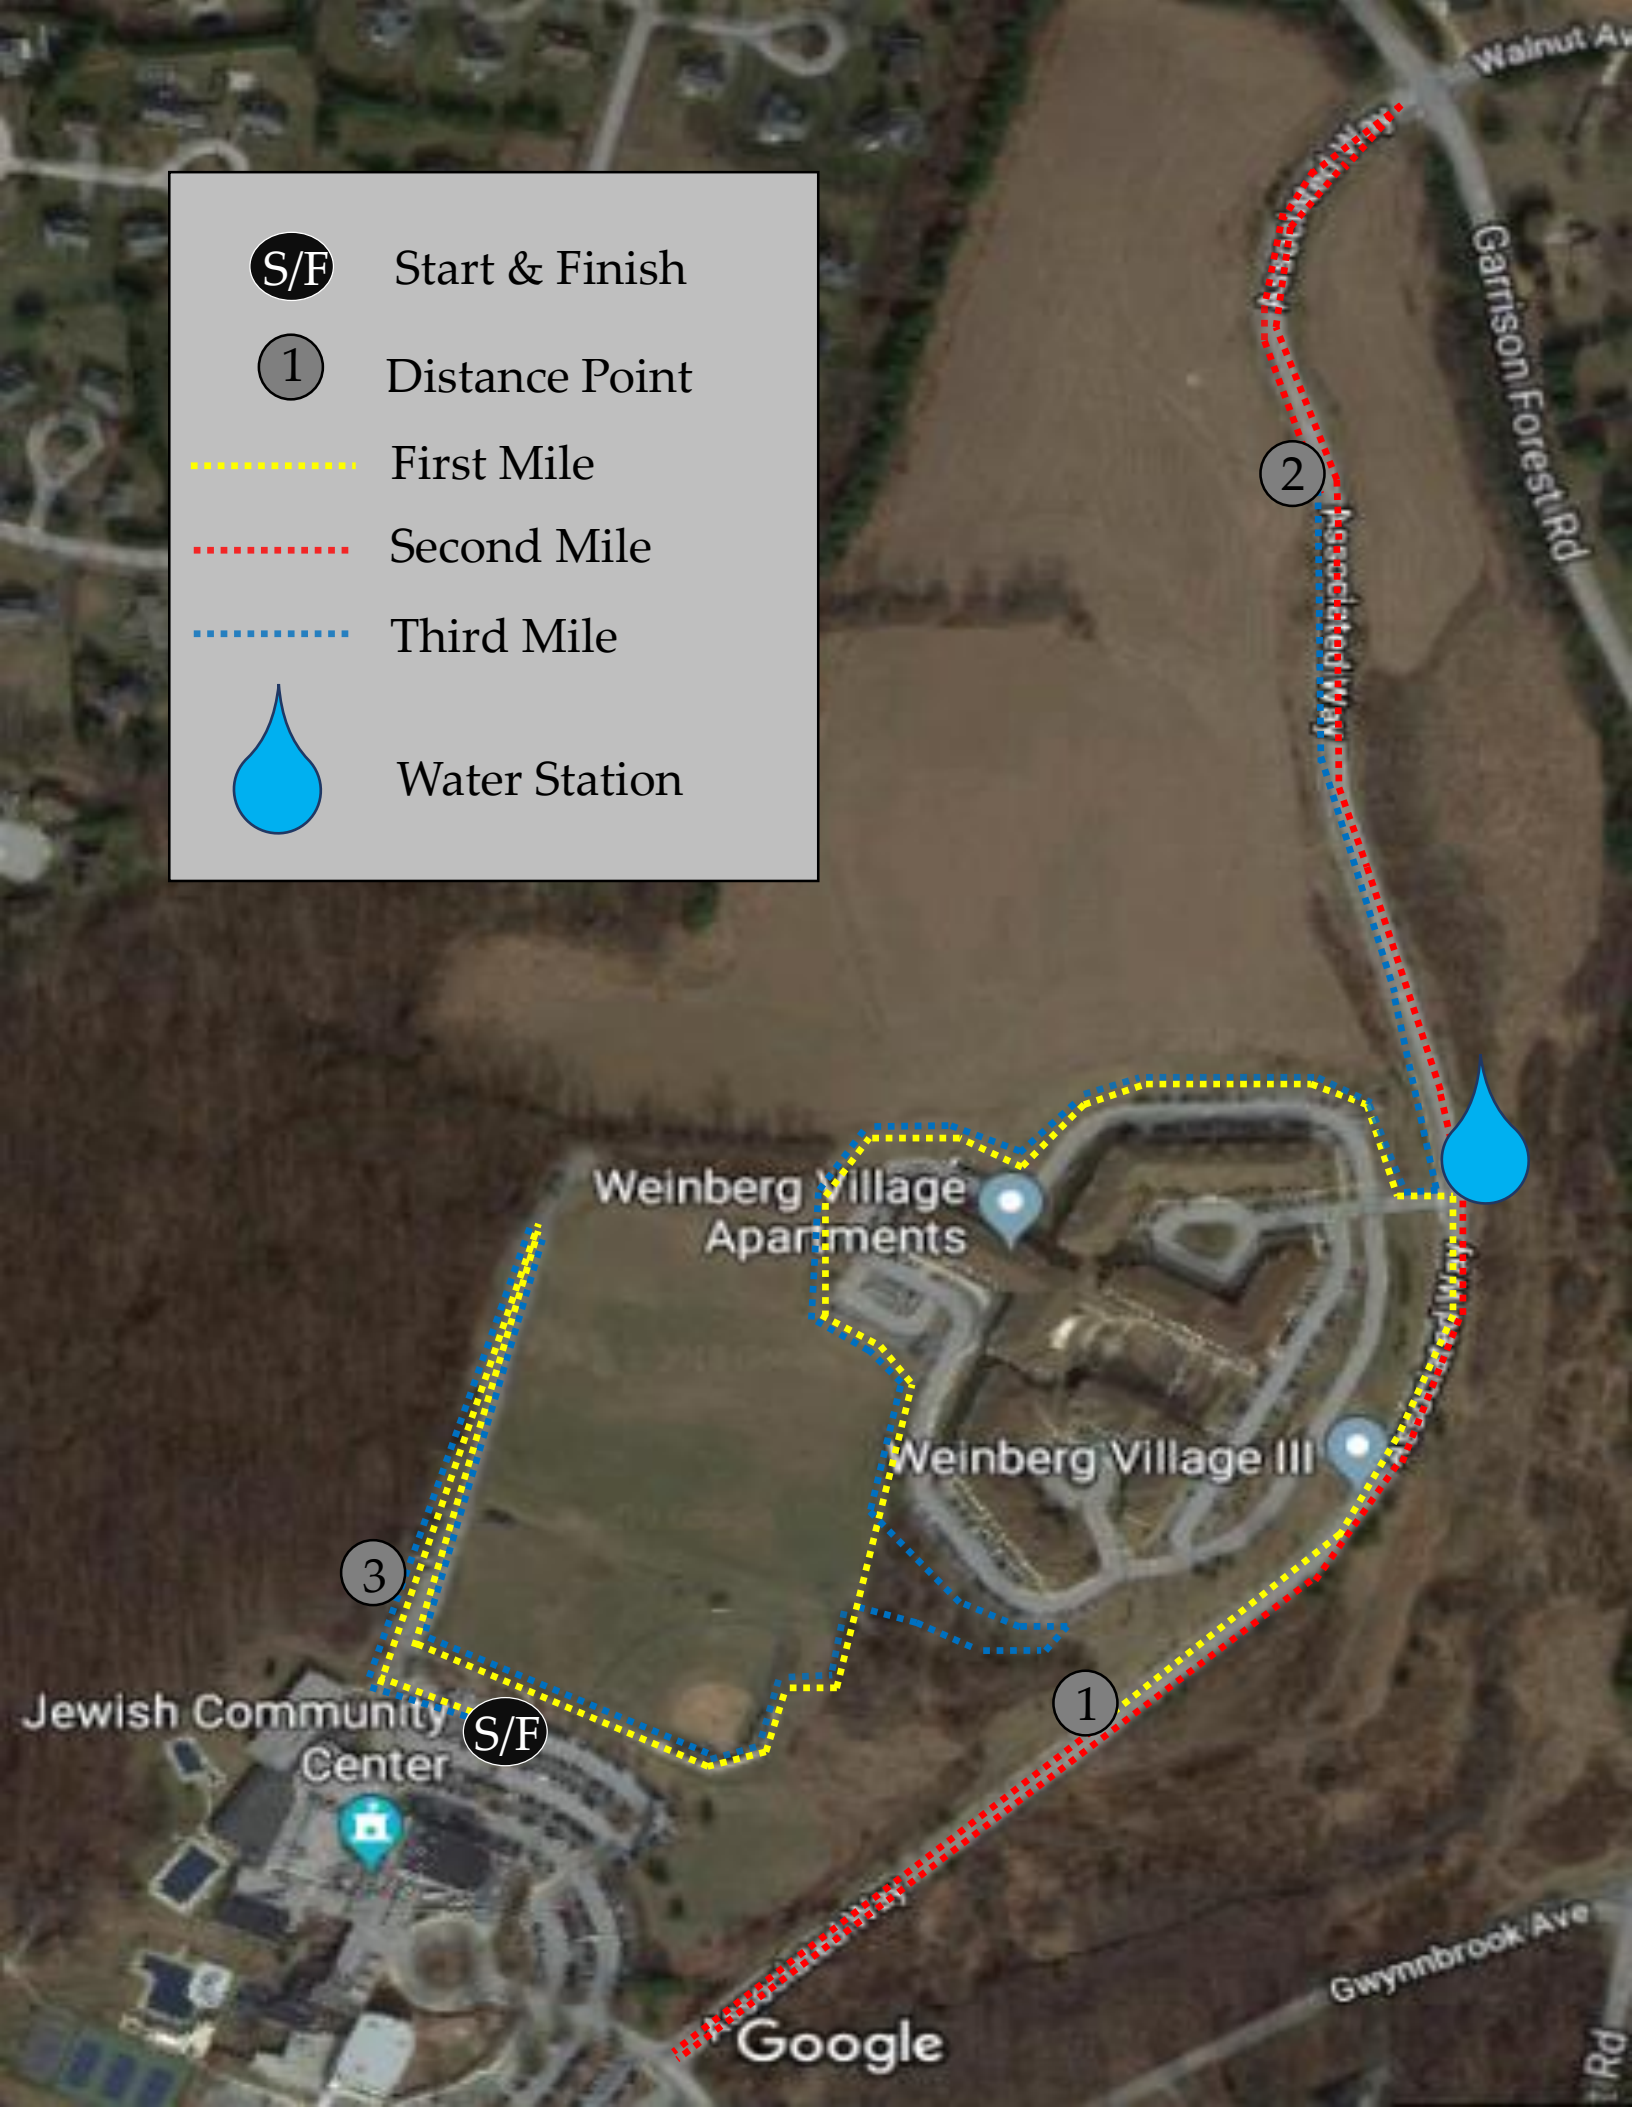 Walnut Av
Garrison Forest Rd
S/F Start & Finish
1 Distance Point
First Mile
Second Mile
Third Mile
Water Station
2
Way
Weinberg Village
Apartments
Weinberg Village III
3
1
S/F
Jewish Community
Center
Google
Gwynnbrook Ave
Rd